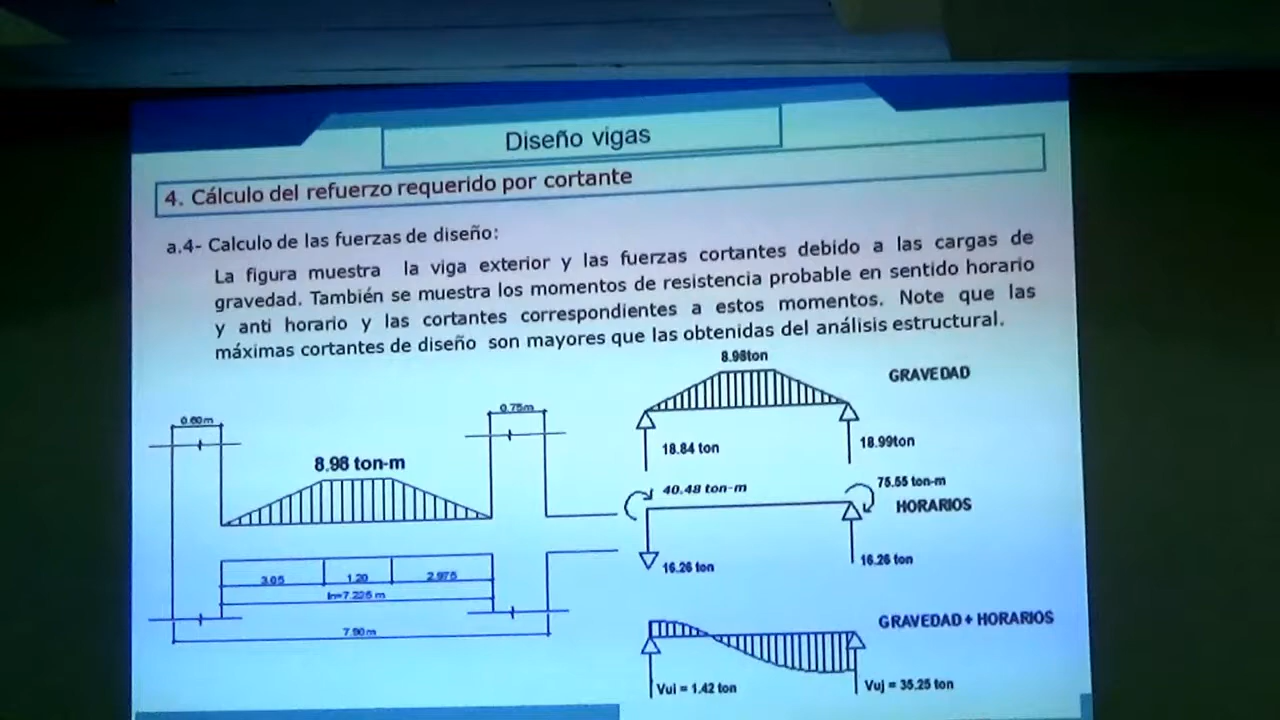 Diseño vigas
4. Cálculo del refuerzo requerido por cortante
a.4- Calculo de las fuerzas de diseño:
La figura muestra la viga exterior y las fuerzas cortantes debido a las cargas de
gravedad. También se muestra los momentos de resistencia probable en sentido horario
y anti horario y las cortantes correspondientes a estos momentos. Note que las
máximas cortantes de diseño son mayores que las obtenidas del análisis estructural.
8.98ton
GRAVEDAD
0.60m
0.75m
18.84 ton
18.99ton
8.98 ton-m
40.48 ton-m
75.55 ton-m
HORARIOS
16.26 ton
16.26 ton
3.05
1.20
2.975
ln=7.225 m
7.90m
GRAVEDAD + HORARIOS
Vui = 1.42 ton
Vuj = 35.25 ton